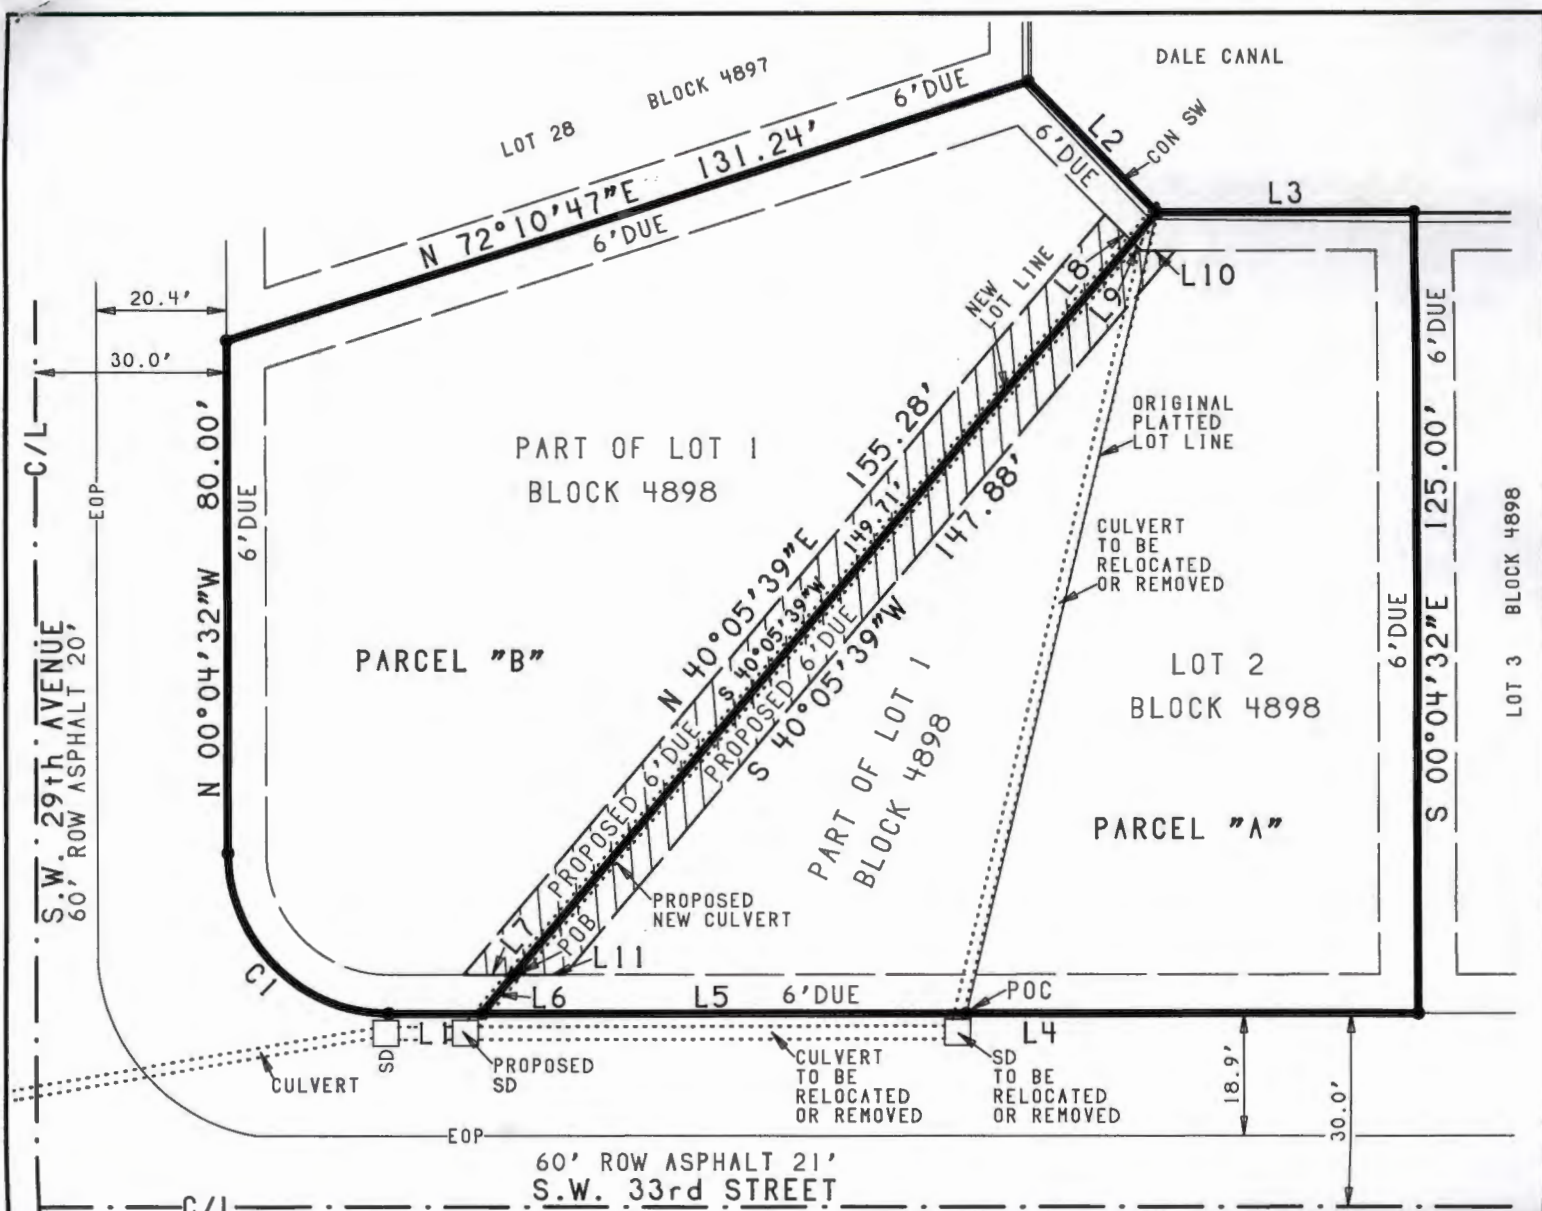 DALE CANAL
LOT 28
BLOCK 4897
6'DUE
L2
CON SW
6'DUE
N 72°10'47"E
131.24'
6'DUE
L3
L8
L9
L10
NEW
LOT LINE
20.4'
30.0'
6'DUE
ORIGINAL
PLATTED
LOT LINE
C/L
EOP
N 00°04'32"W 80.00'
6'DUE
PART OF LOT 1
BLOCK 4898
155.28'
149.71'
147.88'
CULVERT
TO BE
RELOCATED
OR REMOVED
S 00°04'32"E 125.00'
6'DUE
LOT 3 BLOCK 4898
N 40°05'39"E
S 40°05'39"W
S 40°05'39"W
PROPOSED 6'DUE
PROPOSED 6'DUE
PARCEL "B"
PART OF LOT 1
BLOCK 4898
LOT 2
BLOCK 4898
PARCEL "A"
S.W. 29th AVENUE
60' ROW ASPHALT 20'
PROPOSED
NEW CULVERT
L7
POB
L11
C1
L6
L5
6'DUE
POC
L1
L4
SD
PROPOSED
SD
CULVERT
CULVERT
TO BE
RELOCATED
OR REMOVED
SD
TO BE
RELOCATED
OR REMOVED
18.9'
30.0'
EOP
60' ROW ASPHALT 21'
S.W. 33rd STREET
C/L